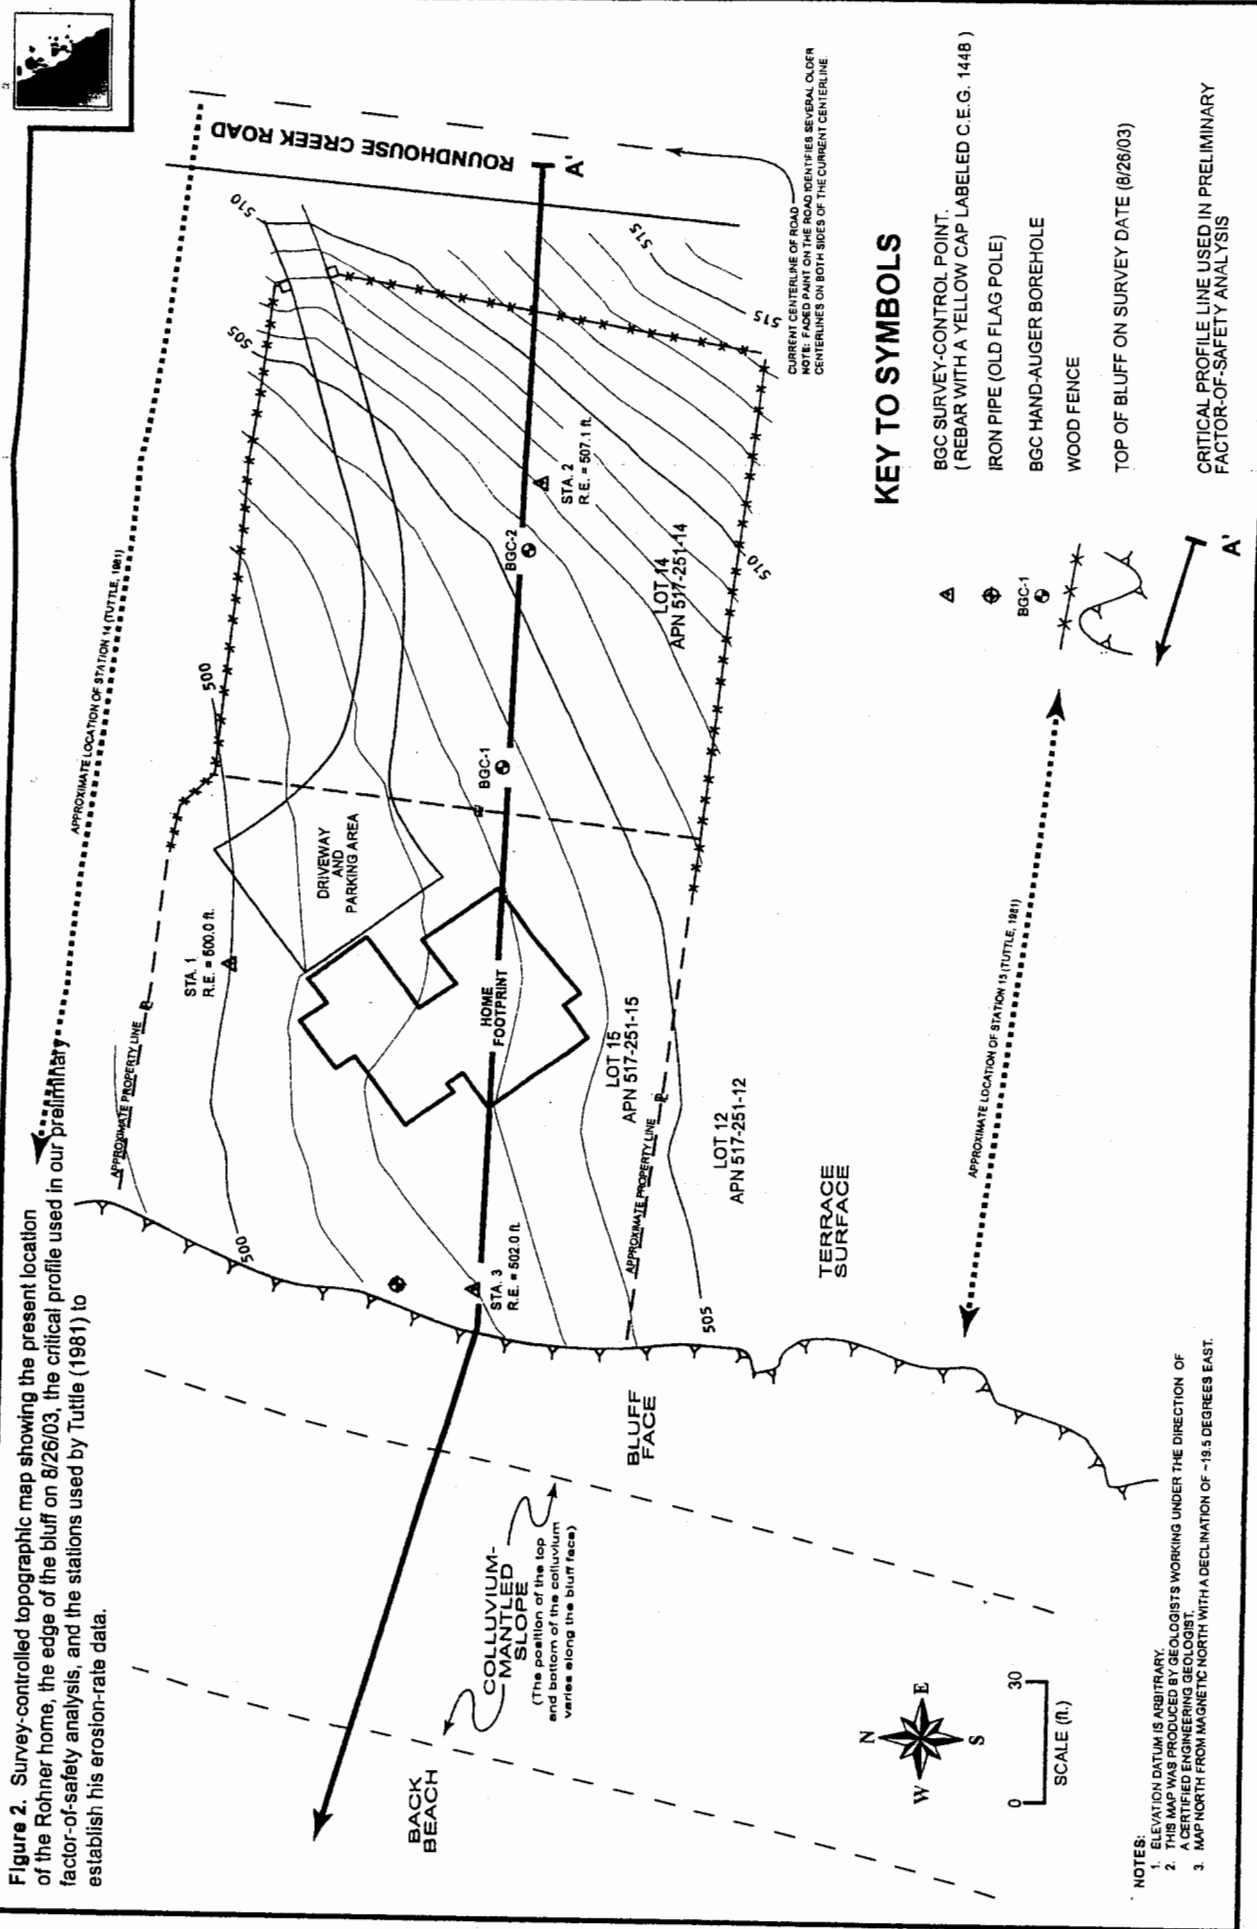 Figure 2. Survey-controlled topographic map showing the present location
of the Rohner home, the edge of the bluff on 8/26/03, the critical profile used in our preliminary
factor-of-safety analysis, and the stations used by Tuttle (1981) to
establish his erosion-rate data.
APPROXIMATE LOCATION OF STATION 14 (TUTTLE, 1981)
ROUNDHOUSE CREEK ROAD
A'
510
505
500
515
515
510
CURRENT CENTERLINE OF ROAD
NOTE: FADED PAINT ON THE ROAD IDENTIFIES SEVERAL OLDER
CENTERLINES ON BOTH SIDES OF THE CURRENT CENTERLINE.
APPROXIMATE PROPERTY LINE
STA. 1
R.E. = 500.0 ft.
DRIVEWAY
AND
PARKING AREA
BGC-1
BGC-2
STA. 2
R.E. = 507.1 ft.
LOT 14
APN 517-251-14
HOME
FOOTPRINT
500
STA. 3
R.E. = 502.0 ft.
LOT 15
APN 517-251-15
APPROXIMATE PROPERTY LINE
505
LOT 12
APN 517-251-12
TERRACE
SURFACE
BLUFF
FACE
COLLUVIUM-
MANTLED
SLOPE
(The position of the top
and bottom of the colluvium
varies along the bluff face)
BACK
BEACH
APPROXIMATE LOCATION OF STATION 15 (TUTTLE, 1981)
KEY TO SYMBOLS
BGC SURVEY-CONTROL POINT.
(REBAR WITH A YELLOW CAP LABELED C.E.G. 1448 )
IRON PIPE (OLD FLAG POLE)
BGC-1
BGC HAND-AUGER BOREHOLE
WOOD FENCE
TOP OF BLUFF ON SURVEY DATE (8/26/03)
A'
CRITICAL PROFILE LINE USED IN PRELIMINARY
FACTOR-OF-SAFETY ANALYSIS
N
W
E
S
0
30
SCALE (ft.)
NOTES:
1. ELEVATION DATUM IS ARBITRARY.
2. THIS MAP WAS PRODUCED BY GEOLOGISTS WORKING UNDER THE DIRECTION OF
A CERTIFIED ENGINEERING GEOLOGIST.
3. MAP NORTH FROM MAGNETIC NORTH WITH A DECLINATION OF ~19.5 DEGREES EAST.